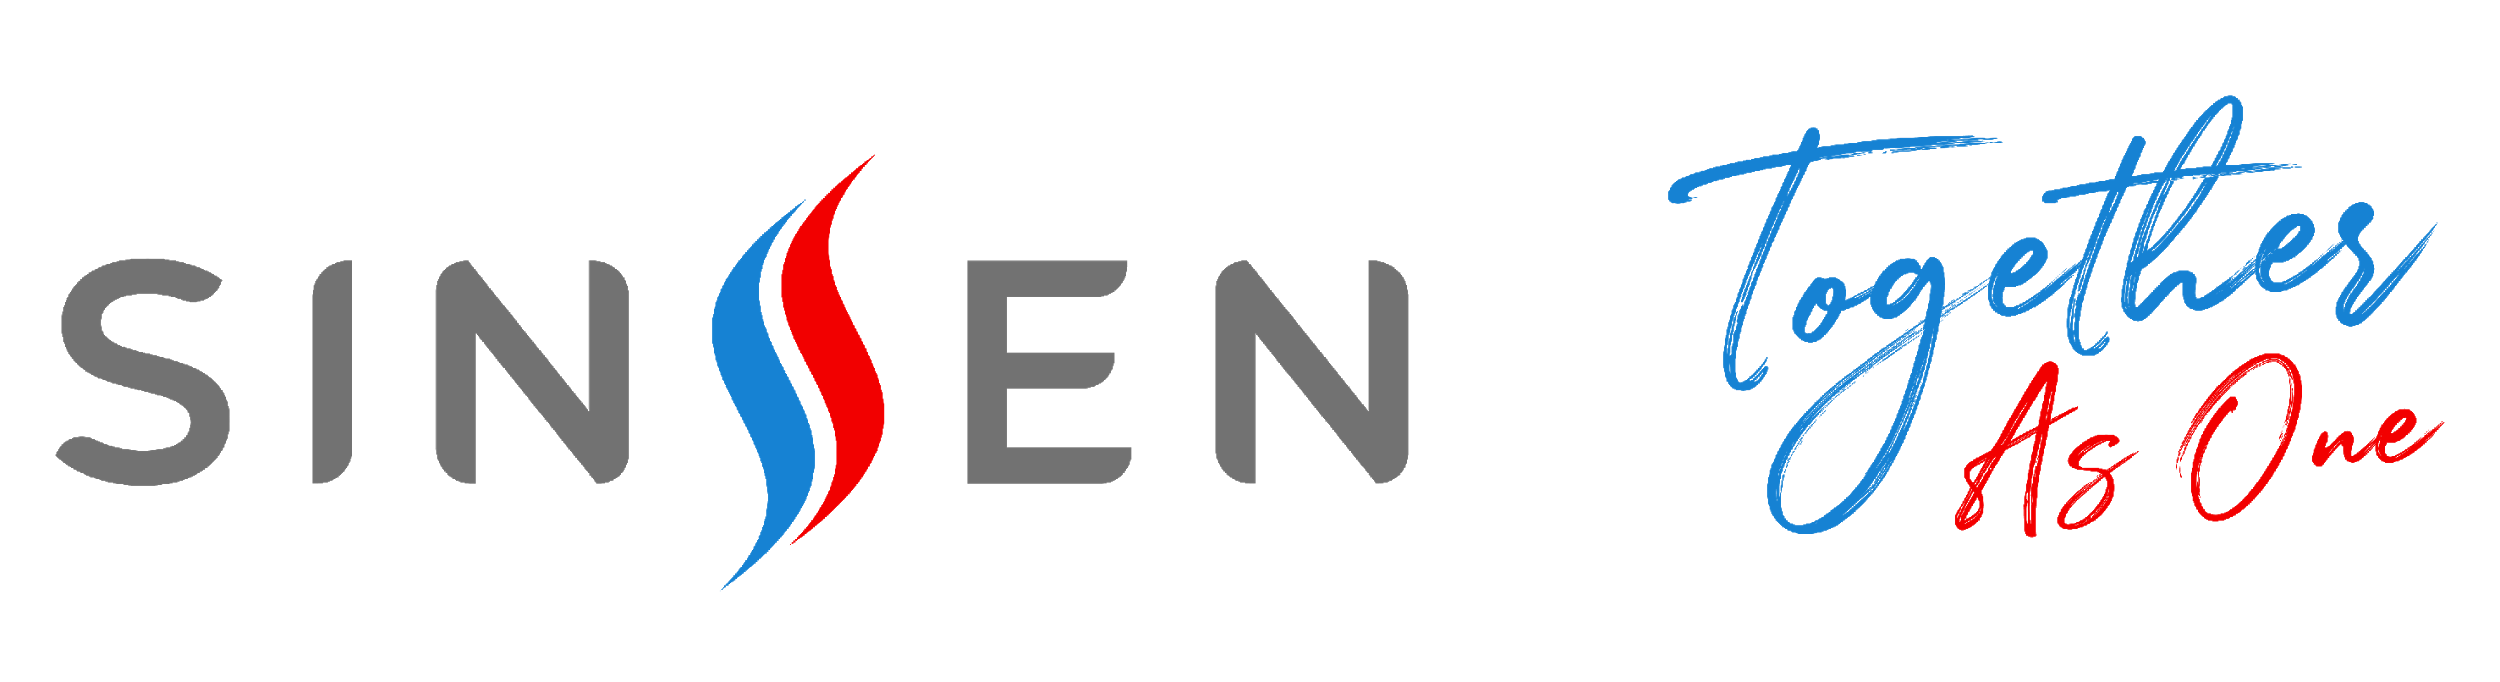 SINSEN
Together
As One